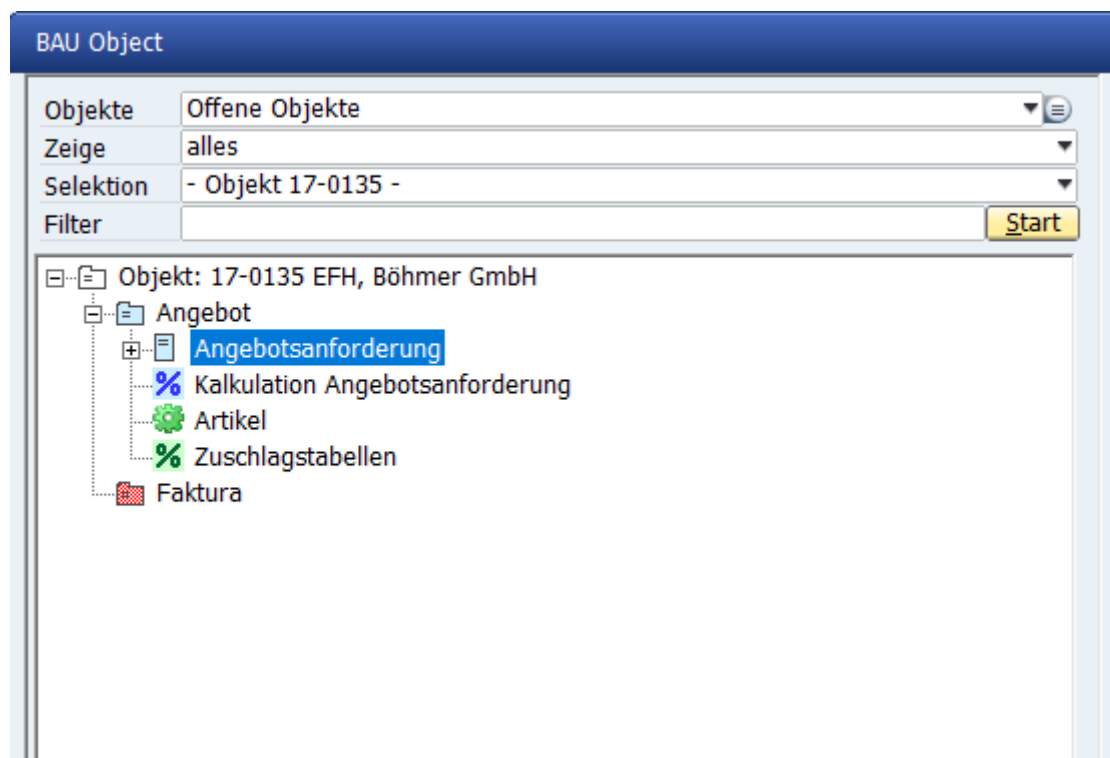 BAU Object
Objekte Offene Objekte
Zeige alles
Selektion - Objekt 17-0135 -
Filter Start
Objekt: 17-0135 EFH, Böhmer GmbH
Angebot
Angebotsanforderung
% Kalkulation Angebotsanforderung
Artikel
% Zuschlagstabellen
Faktura